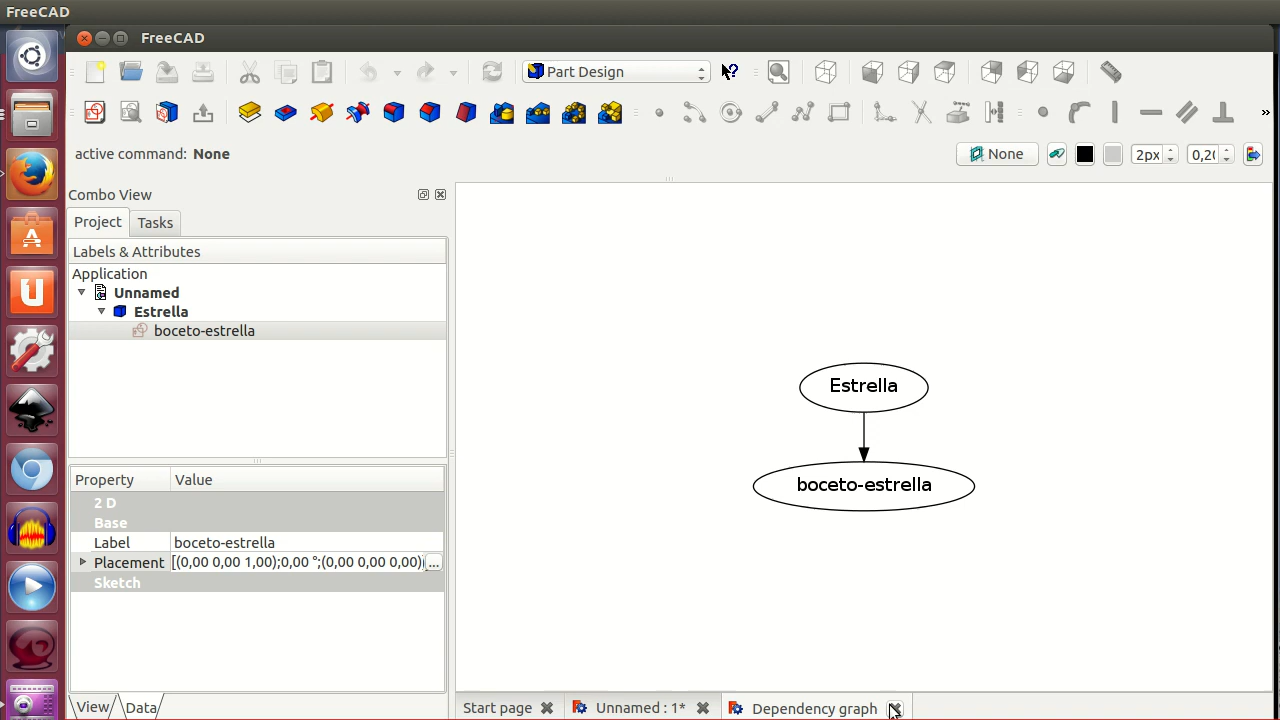 FreeCAD
FreeCAD
Part Design
active command: None
None
2px
0,20
Combo View
Project
Tasks
Labels & Attributes
Application
Unnamed
Estrella
boceto-estrella
Estrella
boceto-estrella
Property Value
2 D
Base
Label boceto-estrella
Placement [(0,00 0,00 1,00);0,00 °;(0,00 0,00 0,00)]
...
Sketch
View
Data
Start page
Unnamed : 1*
Dependency graph